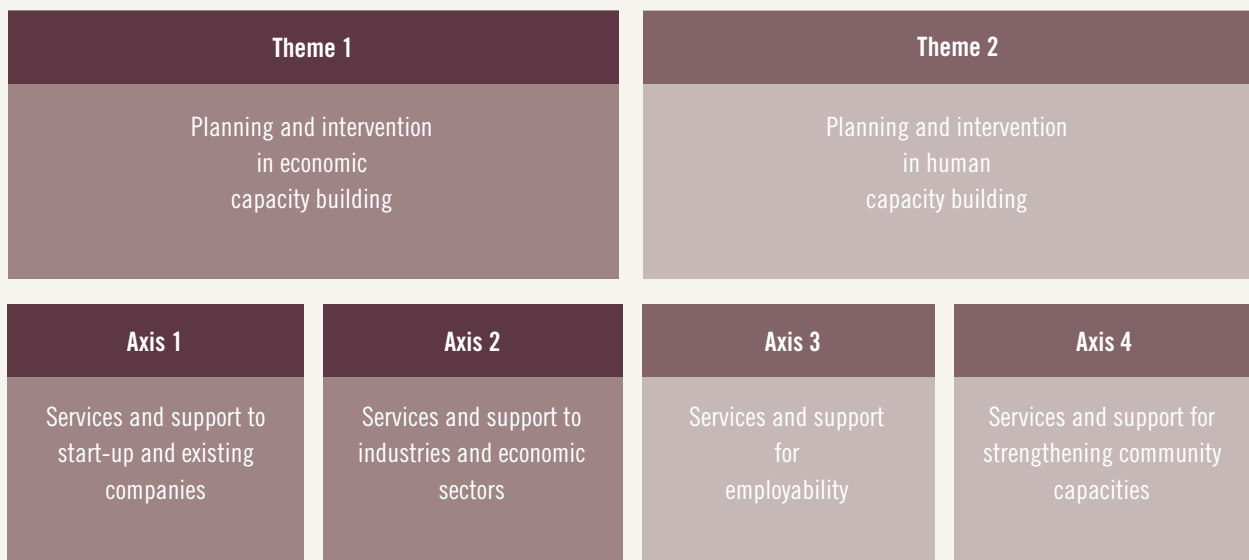 Theme 1
Planning and intervention
in economic
capacity building
Theme 2
Planning and intervention
in human
capacity building
Axis 1
Services and support to
start-up and existing
companies
Axis 2
Services and support to
industries and economic
sectors
Axis 3
Services and support
for
employability
Axis 4
Services and support for
strengthening community
capacities